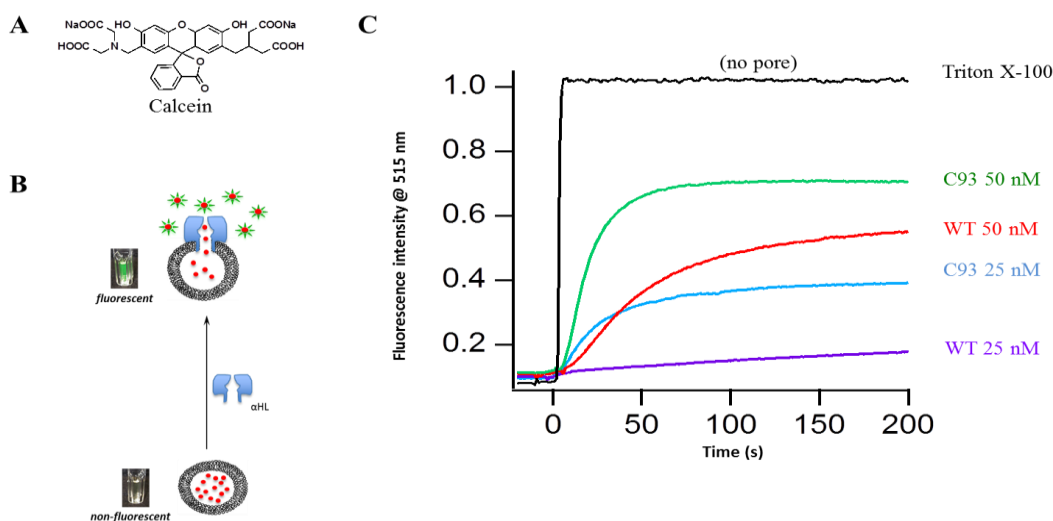 A
NaOOC
HO
O
OH
COONa
HOOC
N
COOH
O
O
Calcein
B
fluorescent
αHL
non-fluorescent
C
(no pore)
Triton X-100
C93 50 nM
WT 50 nM
C93 25 nM
WT 25 nM
Fluorescence intensity @ 515 nm
1.0
0.8
0.6
0.4
0.2
0 50 100 150 200
Time (s)